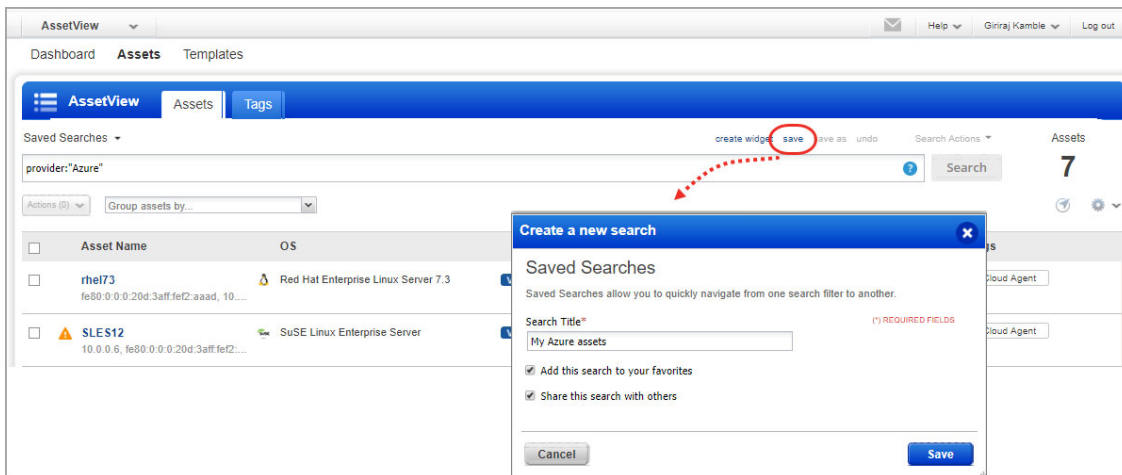 AssetView Help Giriraj Kamble Log out
Dashboard Assets Templates
AssetView Assets Tags
Saved Searches create widget save save as undo Search Actions Assets
provider:"Azure" ? Search 7
Actions (0) Group assets by...
Asset Name OS
rhel73 Red Hat Enterprise Linux Server 7.3 Cloud Agent
fe80:0:0:0:20d:3aff:fef2:aaad, 10....
SLES12 SuSE Linux Enterprise Server Cloud Agent
10.0.0.6, fe80:0:0:0:20d:3aff:fef2:...
Create a new search
Saved Searches
Saved Searches allow you to quickly navigate from one search filter to another.
Search Title* (*) REQUIRED FIELDS
My Azure assets
Add this search to your favorites
Share this search with others
Cancel Save